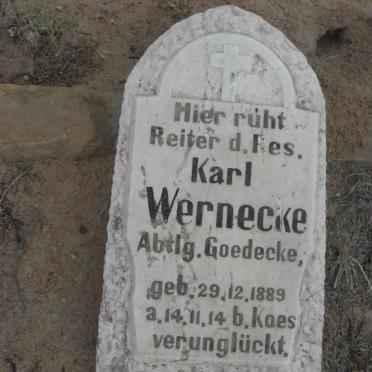 Hier ruht
Reiter d. Res.
Karl
Wernecke
Abtlg. Goedecke,
geb. 29.12.1889
a. 14.11.14 b. Koes
verunglückt.